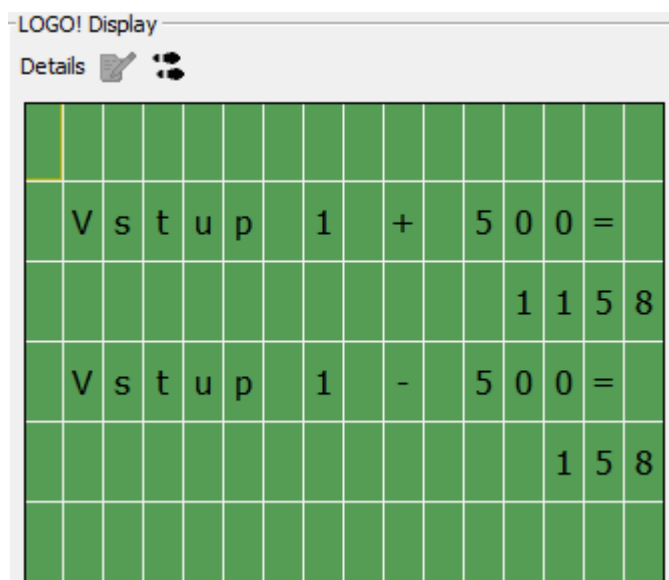 LOGO! Display
Details
Vstup 1 + 500=
1158
Vstup 1 - 500=
158